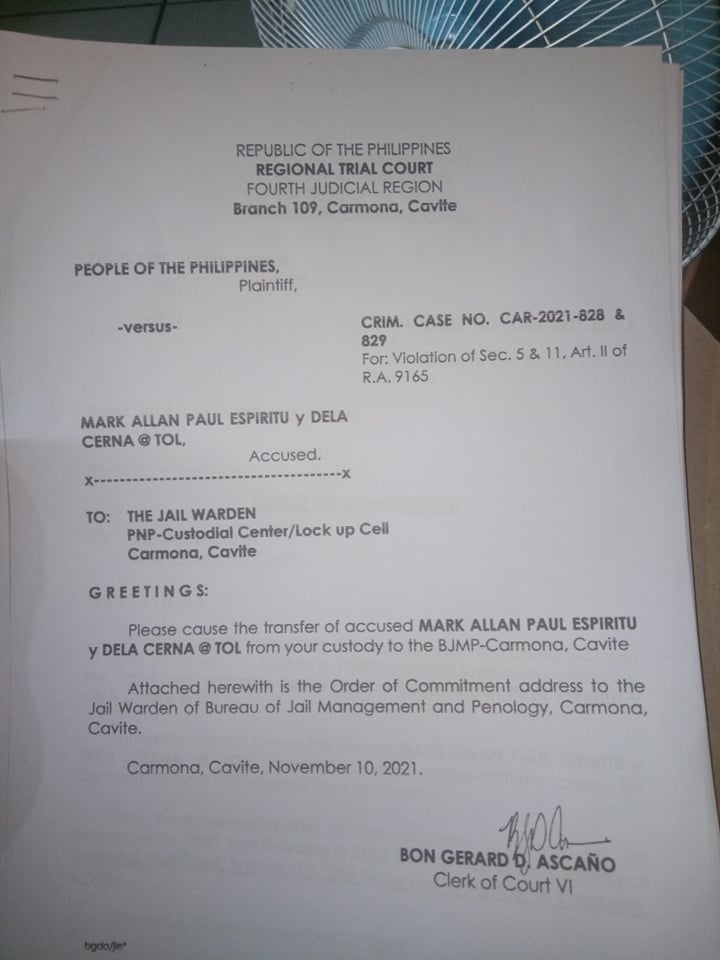 REPUBLIC OF THE PHILIPPINES
REGIONAL TRIAL COURT
FOURTH JUDICIAL REGION
Branch 109, Carmona, Cavite
PEOPLE OF THE PHILIPPINES,
Plaintiff,
-versus-
CRIM. CASE NO. CAR-2021-828 &
829
For: Violation of Sec. 5 & 11, Art. II of
R.A. 9165
MARK ALLAN PAUL ESPIRITU y DELA
CERNA @ TOL,
Accused.
x-----------------------------------x
TO: THE JAIL WARDEN
PNP-Custodial Center/Lock up Cell
Carmona, Cavite
G R E E T I N G S:
Please cause the transfer of accused MARK ALLAN PAUL ESPIRITU
y DELA CERNA @ TOL from your custody to the BJMP-Carmona, Cavite
Attached herewith is the Order of Commitment address to the
Jail Warden of Bureau of Jail Management and Penology, Carmona,
Cavite.
Carmona, Cavite, November 10, 2021.
BON GERARD D. ASCAÑO
Clerk of Court VI
bgda/jle*